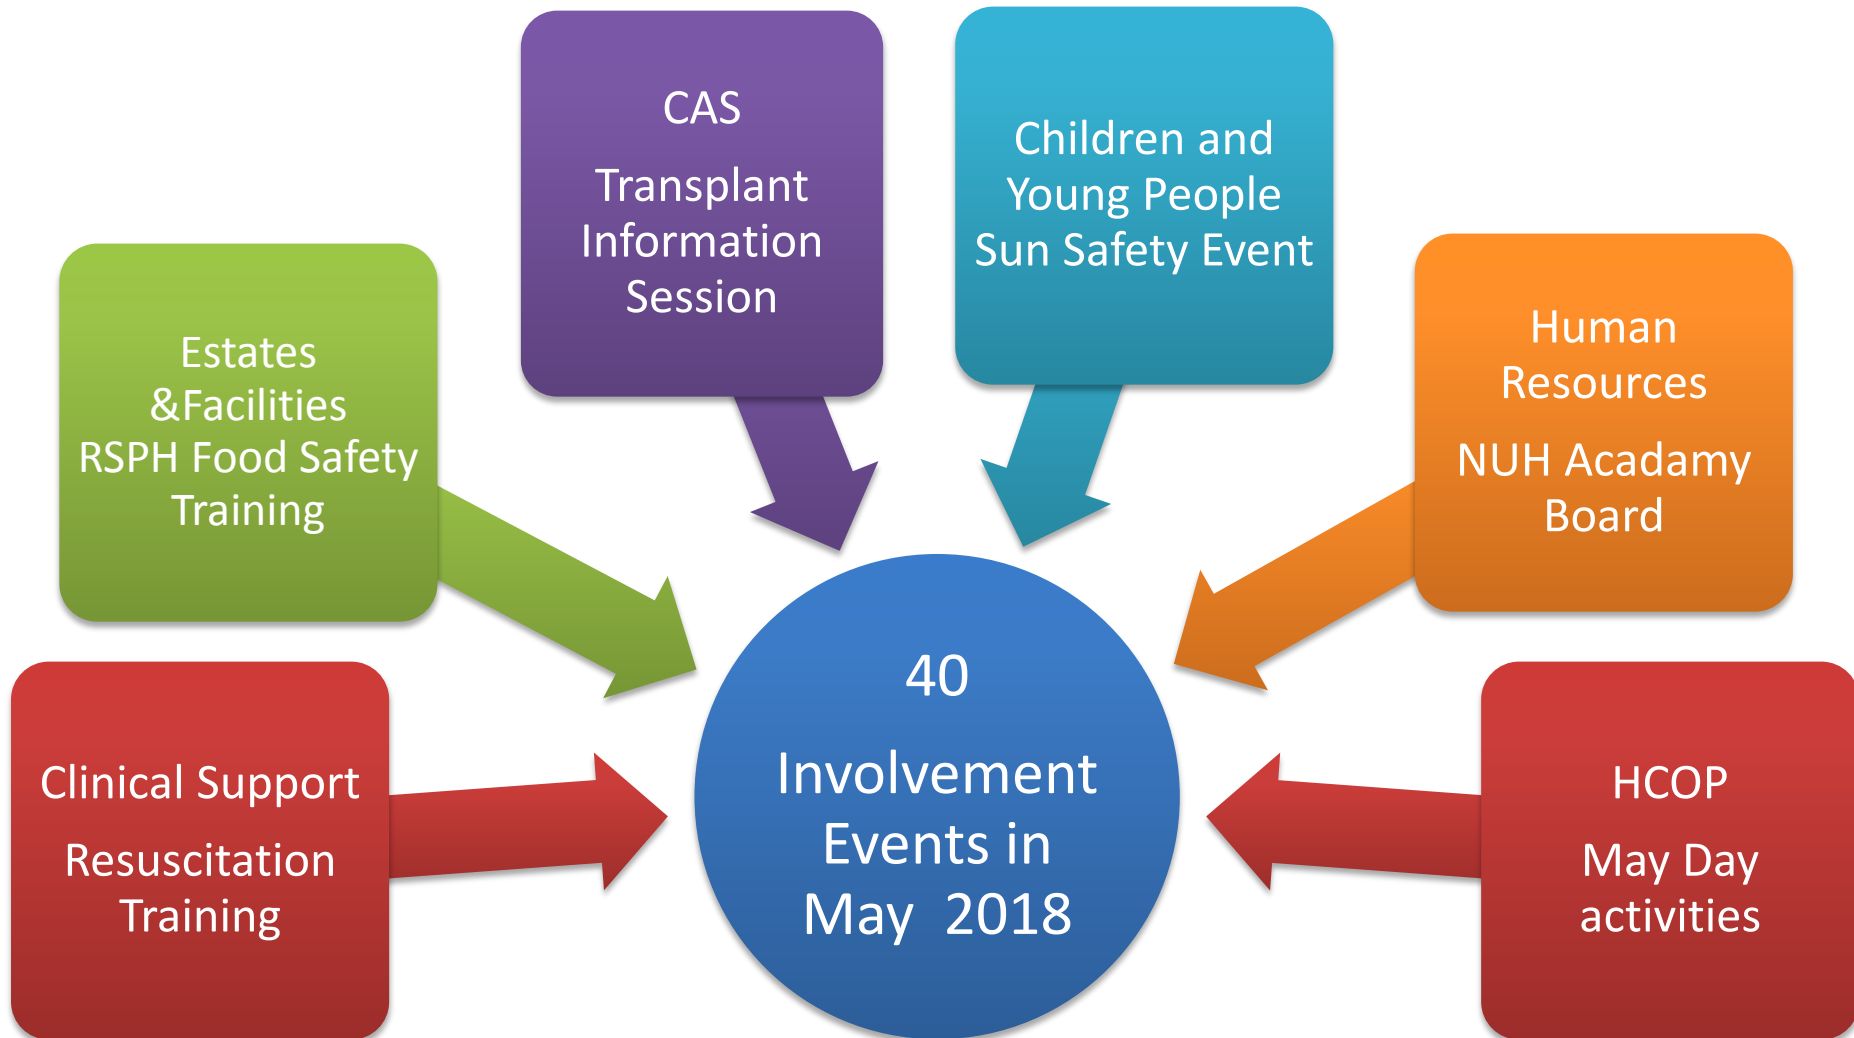 CAS
Transplant
Information
Session
Children and
Young People
Sun Safety Event
Estates
&Facilities
RSPH Food Safety
Training
Human
Resources
NUH Acadamy
Board
Clinical Support
Resuscitation
Training
40
Involvement
Events in
May  2018
HCOP
May Day
activities